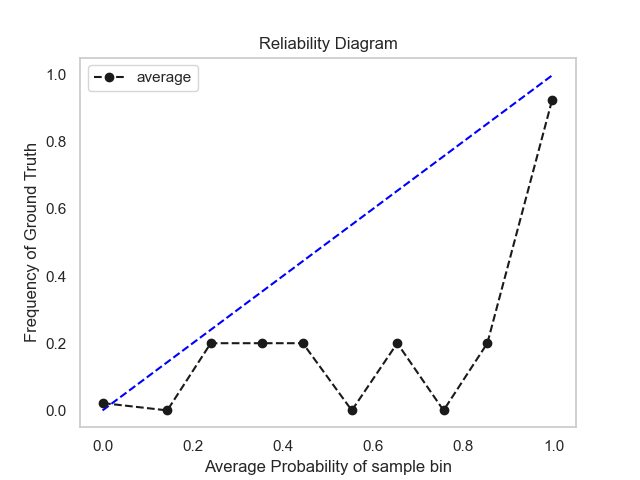 Reliability Diagram
average
Frequency of Ground Truth
1.0
0.8
0.6
0.4
0.2
0.0
0.0 0.2 0.4 0.6 0.8 1.0
Average Probability of sample bin